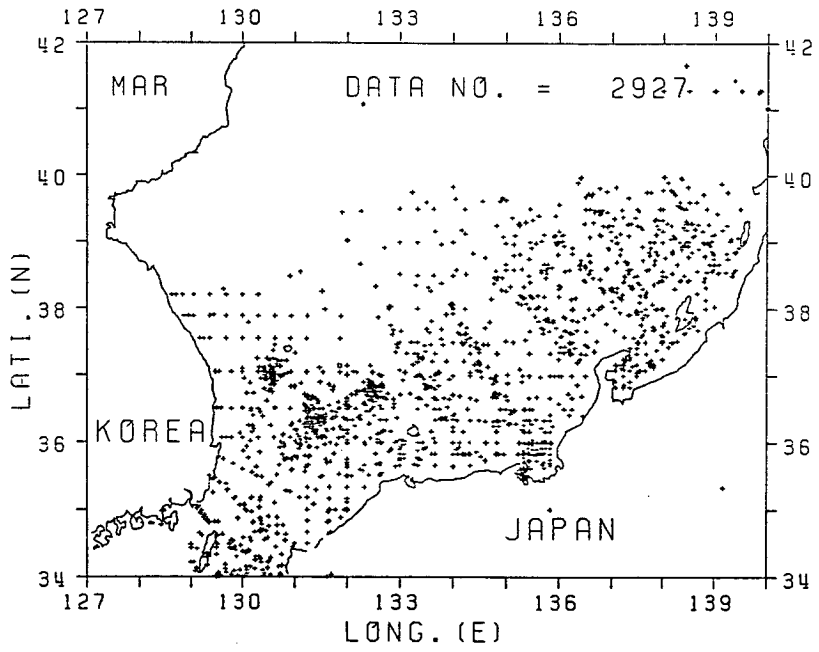 127 130 133 136 139
42 42
MAR DATA NO. = 2927
40 40
38 38
LATI. (N)
KOREA
36 36
JAPAN
34 34
127 130 133 136 139
LONG. (E)